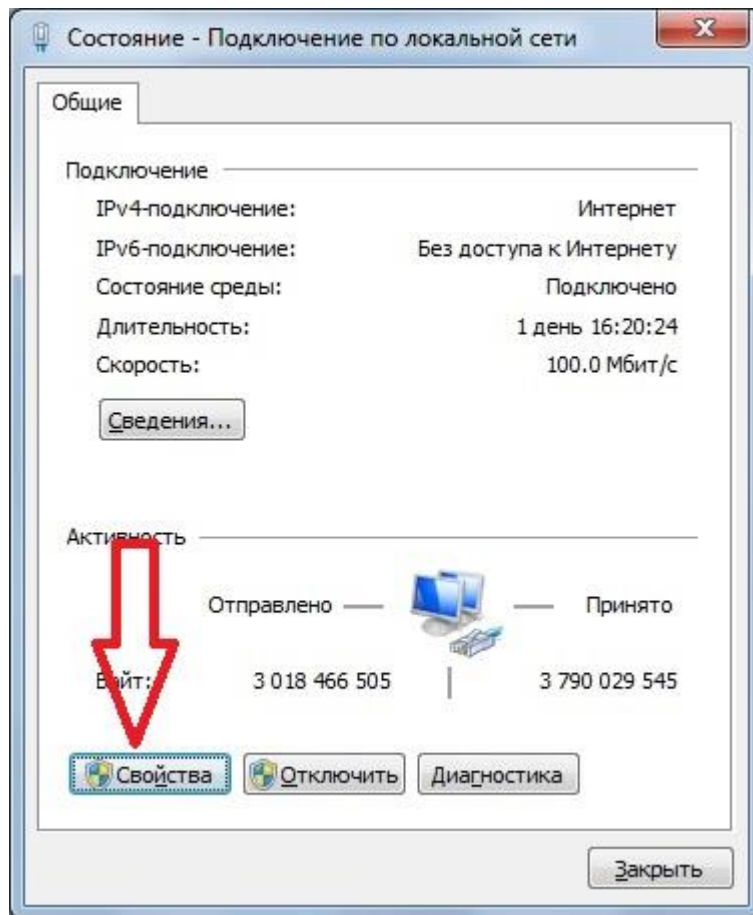 Состояние - Подключение по локальной сети
Общие
Подключение
IPv4-подключение: Интернет
IPv6-подключение: Без доступа к Интернету
Состояние среды: Подключено
Длительность: 1 день 16:20:24
Скорость: 100.0 Мбит/с
Сведения...
Активность
Отправлено — — Принято
Байт: 3 018 466 505 | 3 790 029 545
Свойства Отключить Диагностика
Закрыть